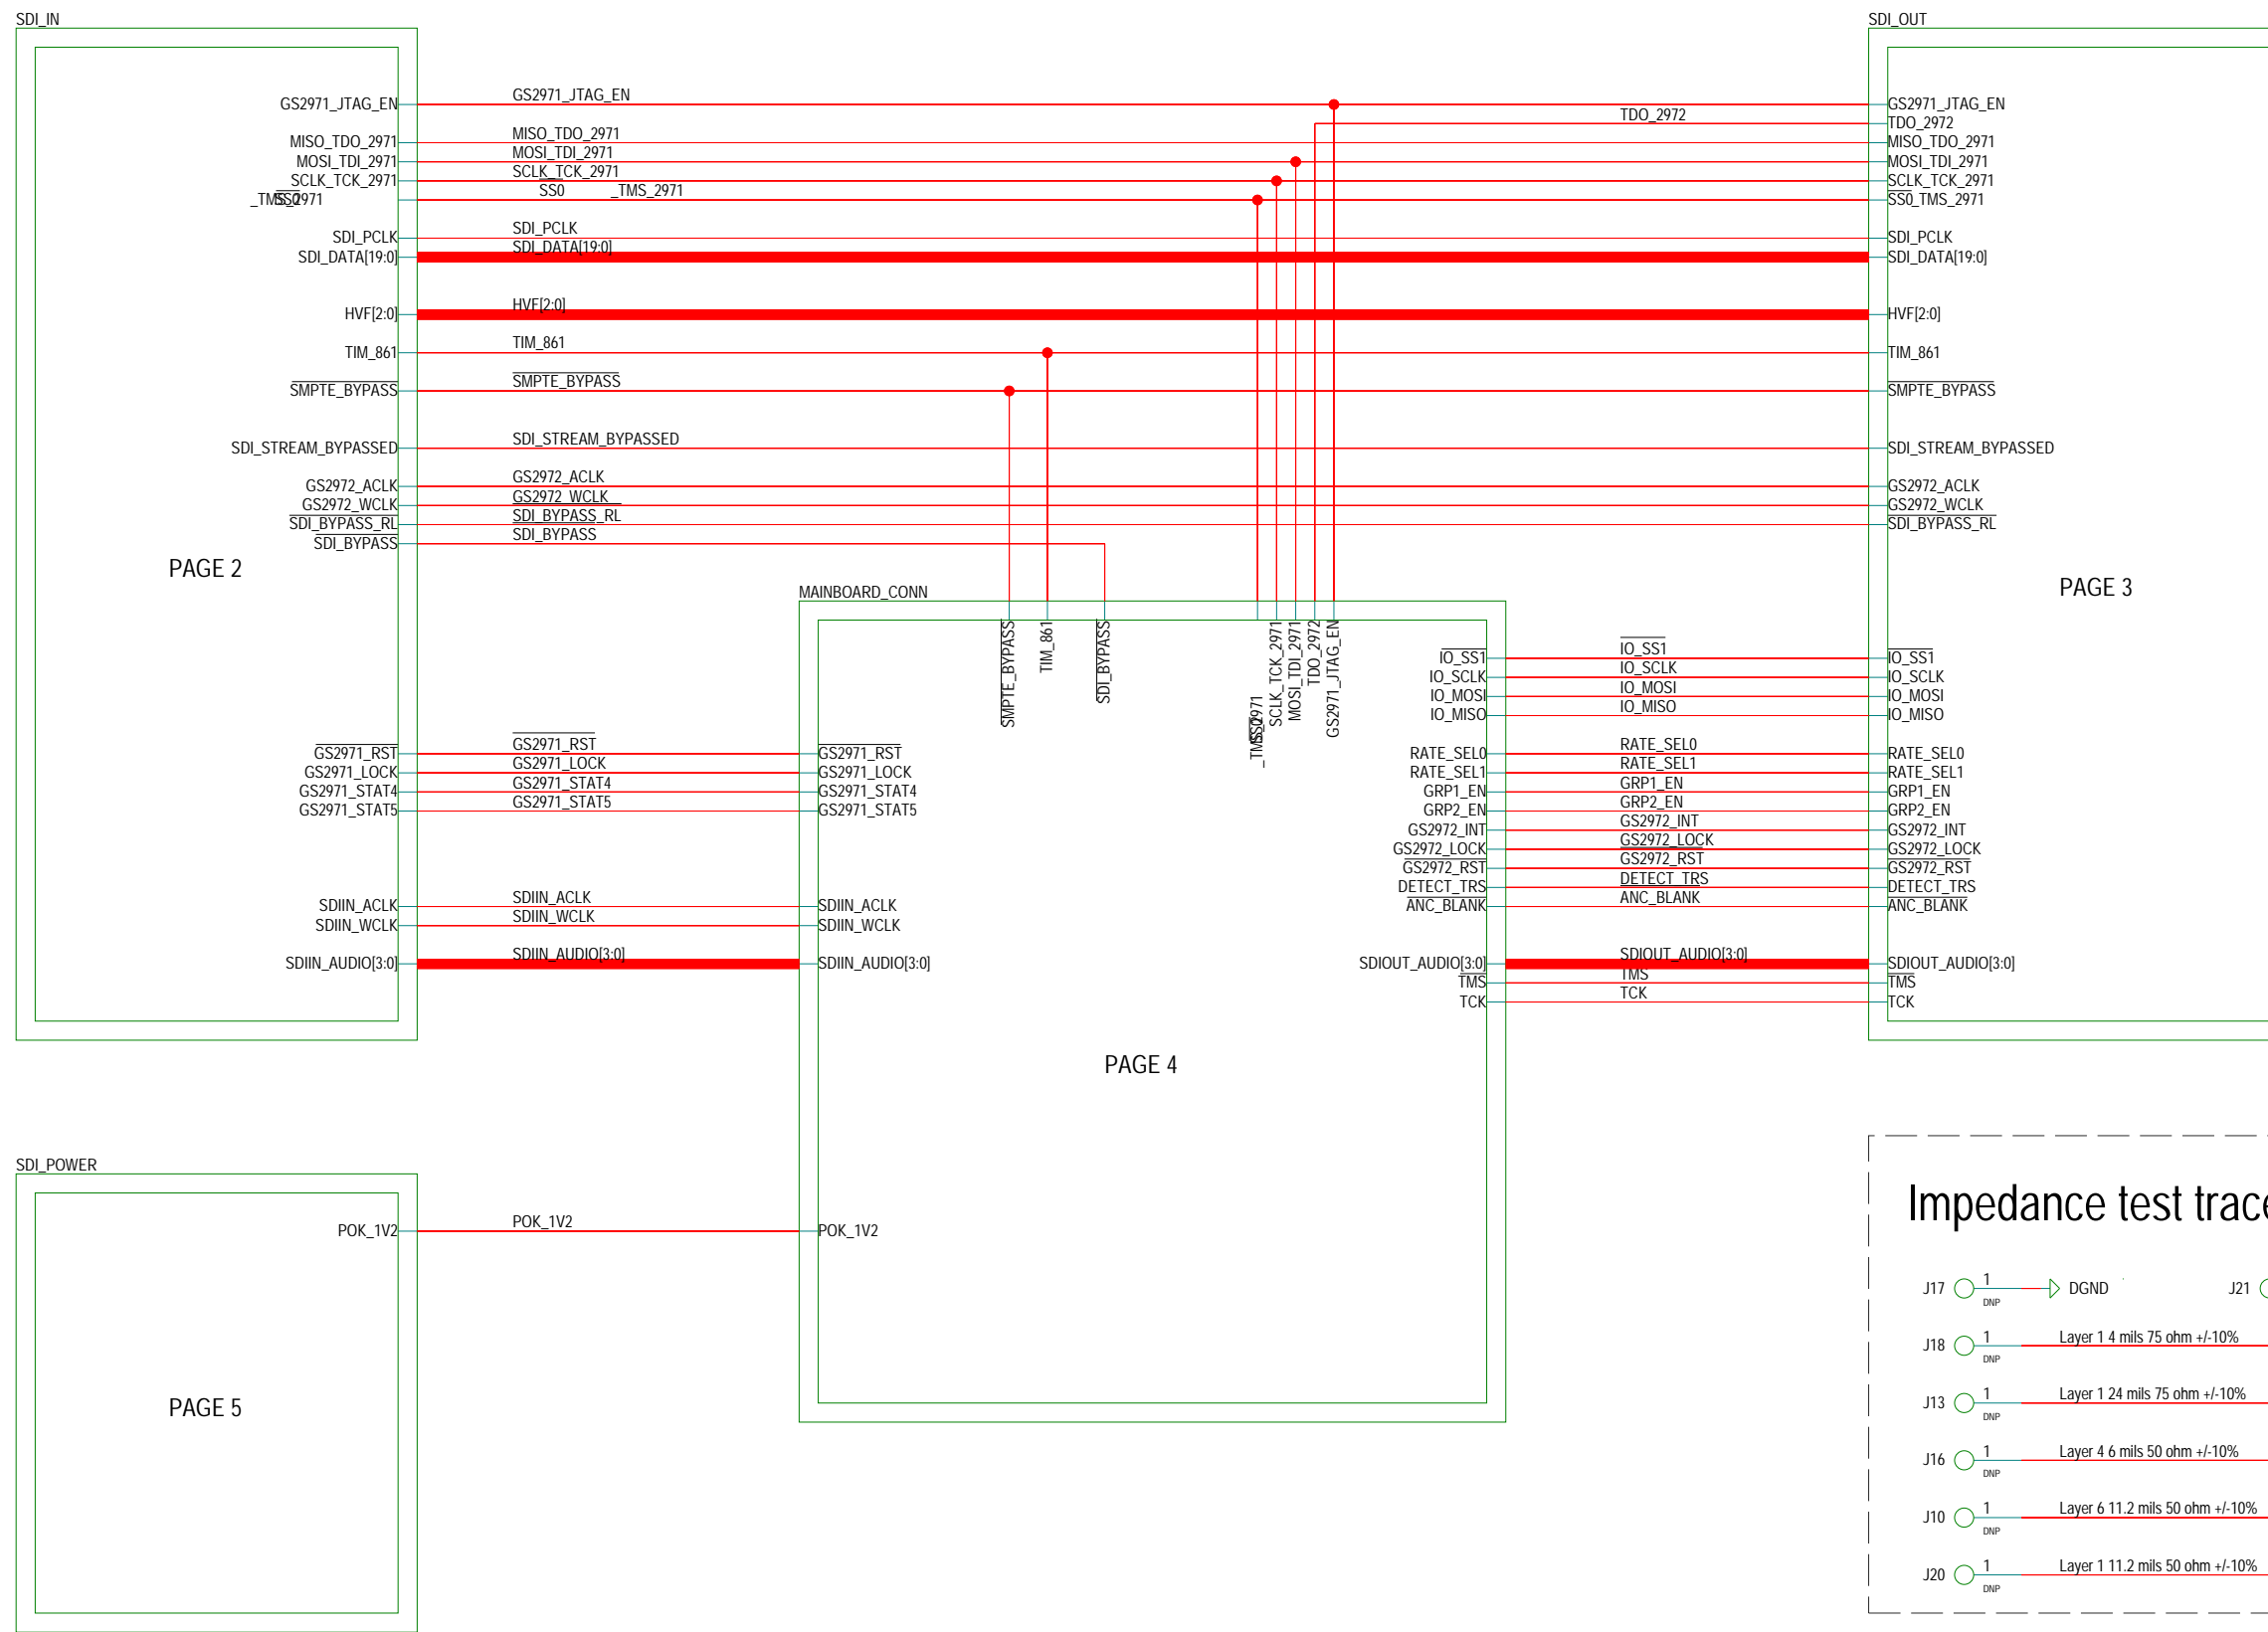 SDI_IN
GS2971_JTAG_EN
MISO_TDO_2971
MOSI_TDI_2971
SCLK_TCK_2971
SS0_TMS_2971
SDI_PCLK
SDI_DATA[19:0]
HVF[2:0]
TIM_861
SMPTE_BYPASS
SDI_STREAM_BYPASSED
GS2972_ACLK
GS2972_WCLK
SDI_BYPASS_RL
SDI_BYPASS
PAGE 2
GS2971_RST
GS2971_LOCK
GS2971_STAT4
GS2971_STAT5
SDIIN_ACLK
SDIIN_WCLK
SDIIN_AUDIO[3:0]
GS2971_JTAG_EN
MISO_TDO_2971
MOSI_TDI_2971
SCLK_TCK_2971
SS0 _TMS_2971
SDI_PCLK
SDI_DATA[19:0]
HVF[2:0]
TIM_861
SMPTE_BYPASS
SDI_STREAM_BYPASSED
GS2972_ACLK
GS2972_WCLK
SDI_BYPASS_RL
SDI_BYPASS
GS2971_RST
GS2971_LOCK
GS2971_STAT4
GS2971_STAT5
SDIIN_ACLK
SDIIN_WCLK
SDIIN_AUDIO[3:0]
TDO_2972
SDI_OUT
GS2971_JTAG_EN
TDO_2972
MISO_TDO_2971
MOSI_TDI_2971
SCLK_TCK_2971
SS0_TMS_2971
SDI_PCLK
SDI_DATA[19:0]
HVF[2:0]
TIM_861
SMPTE_BYPASS
SDI_STREAM_BYPASSED
GS2972_ACLK
GS2972_WCLK
SDI_BYPASS_RL
PAGE 3
IO_SS1
IO_SCLK
IO_MOSI
IO_MISO
RATE_SEL0
RATE_SEL1
GRP1_EN
GRP2_EN
GS2972_INT
GS2972_LOCK
GS2972_RST
DETECT_TRS
ANC_BLANK
SDIOUT_AUDIO[3:0]
TMS
TCK
MAINBOARD_CONN
SMPTE_BYPASS
TIM_861
SDI_BYPASS
SS0_TMS_2971
SCLK_TCK_2971
MOSI_TDI_2971
TDO_2972
GS2971_JTAG_EN
GS2971_RST
GS2971_LOCK
GS2971_STAT4
GS2971_STAT5
SDIIN_ACLK
SDIIN_WCLK
SDIIN_AUDIO[3:0]
POK_1V2
IO_SS1
IO_SCLK
IO_MOSI
IO_MISO
RATE_SEL0
RATE_SEL1
GRP1_EN
GRP2_EN
GS2972_INT
GS2972_LOCK
GS2972_RST
DETECT_TRS
ANC_BLANK
SDIOUT_AUDIO[3:0]
TMS
TCK
PAGE 4
IO_SS1
IO_SCLK
IO_MOSI
IO_MISO
RATE_SEL0
RATE_SEL1
GRP1_EN
GRP2_EN
GS2972_INT
GS2972_LOCK
GS2972_RST
DETECT_TRS
ANC_BLANK
SDIOUT_AUDIO[3:0]
TMS
TCK
SDI_POWER
POK_1V2
POK_1V2
PAGE 5
Impedance test trace
J17 1 DNP DGND J21
J18 1 DNP Layer 1 4 mils 75 ohm +/-10%
J13 1 DNP Layer 1 24 mils 75 ohm +/-10%
J16 1 DNP Layer 4 6 mils 50 ohm +/-10%
J10 1 DNP Layer 6 11.2 mils 50 ohm +/-10%
J20 1 DNP Layer 1 11.2 mils 50 ohm +/-10%